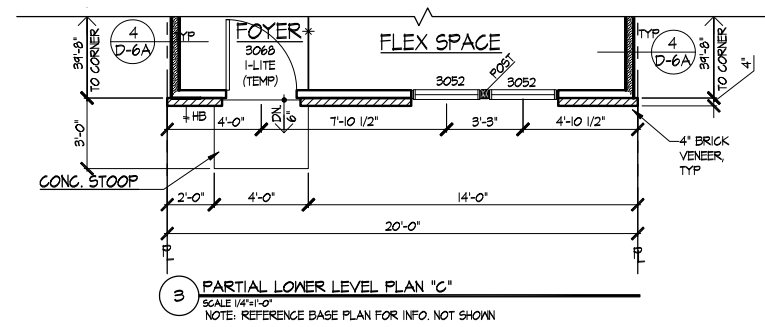 4
D-6A
TYP
FOYER
3068
1-LITE
(TEMP)
FLEX SPACE
POST
3052
3052
TYP
4
D-6A
39'-8"
TO CORNER
39'-8"
TO CORNER
4"
HB
4'-0"
DN.
6"
7'-10 1/2"
3'-3"
4'-10 1/2"
3'-0"
4" BRICK
VENEER,
TYP
CONC. STOOP
2'-0"
4'-0"
14'-0"
20'-0"
PL
PL
3
PARTIAL LOWER LEVEL PLAN "C"
SCALE 1/4"=1'-0"
NOTE: REFERENCE BASE PLAN FOR INFO. NOT SHOWN